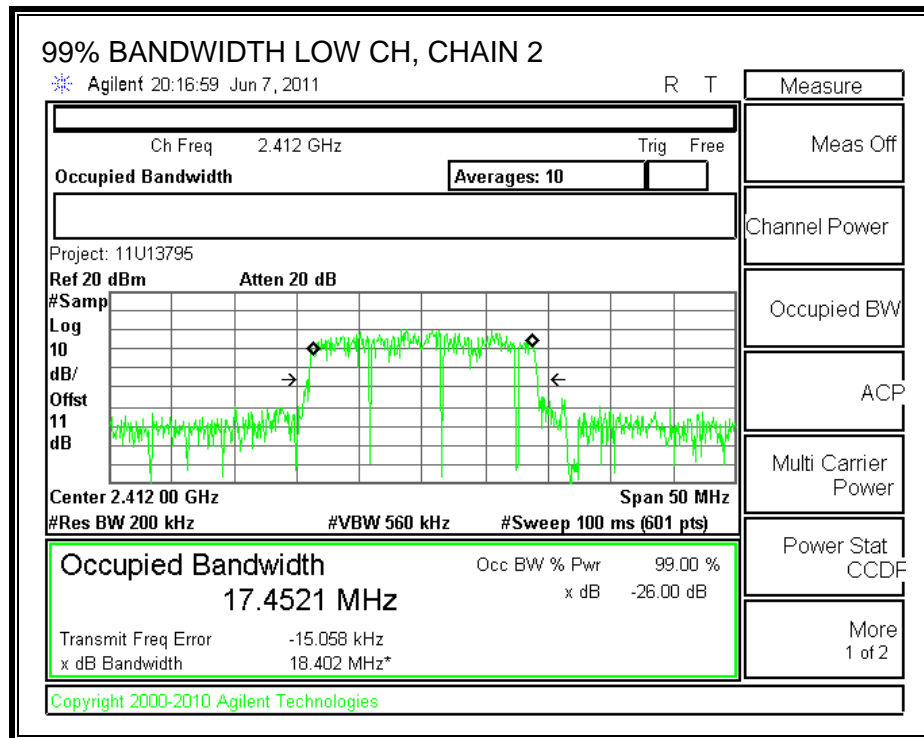 99% BANDWIDTH LOW CH, CHAIN 2
Agilent 20:16:59 Jun 7, 2011 R T
Measure
Ch Freq 2.412 GHz Trig Free
Meas Off
Occupied Bandwidth Averages: 10
Channel Power
Project: 11U13795
Ref 20 dBm Atten 20 dB
#Samp
Log
10
dB/
Offst
11
dB
Occupied BW
ACP
Multi Carrier
Power
Center 2.412 00 GHz Span 50 MHz
#Res BW 200 kHz #VBW 560 kHz #Sweep 100 ms (601 pts)
Power Stat
CCDF
Occupied Bandwidth Occ BW % Pwr 99.00 %
17.4521 MHz x dB -26.00 dB
Transmit Freq Error -15.058 kHz
x dB Bandwidth 18.402 MHz*
More
1 of 2
Copyright 2000-2010 Agilent Technologies